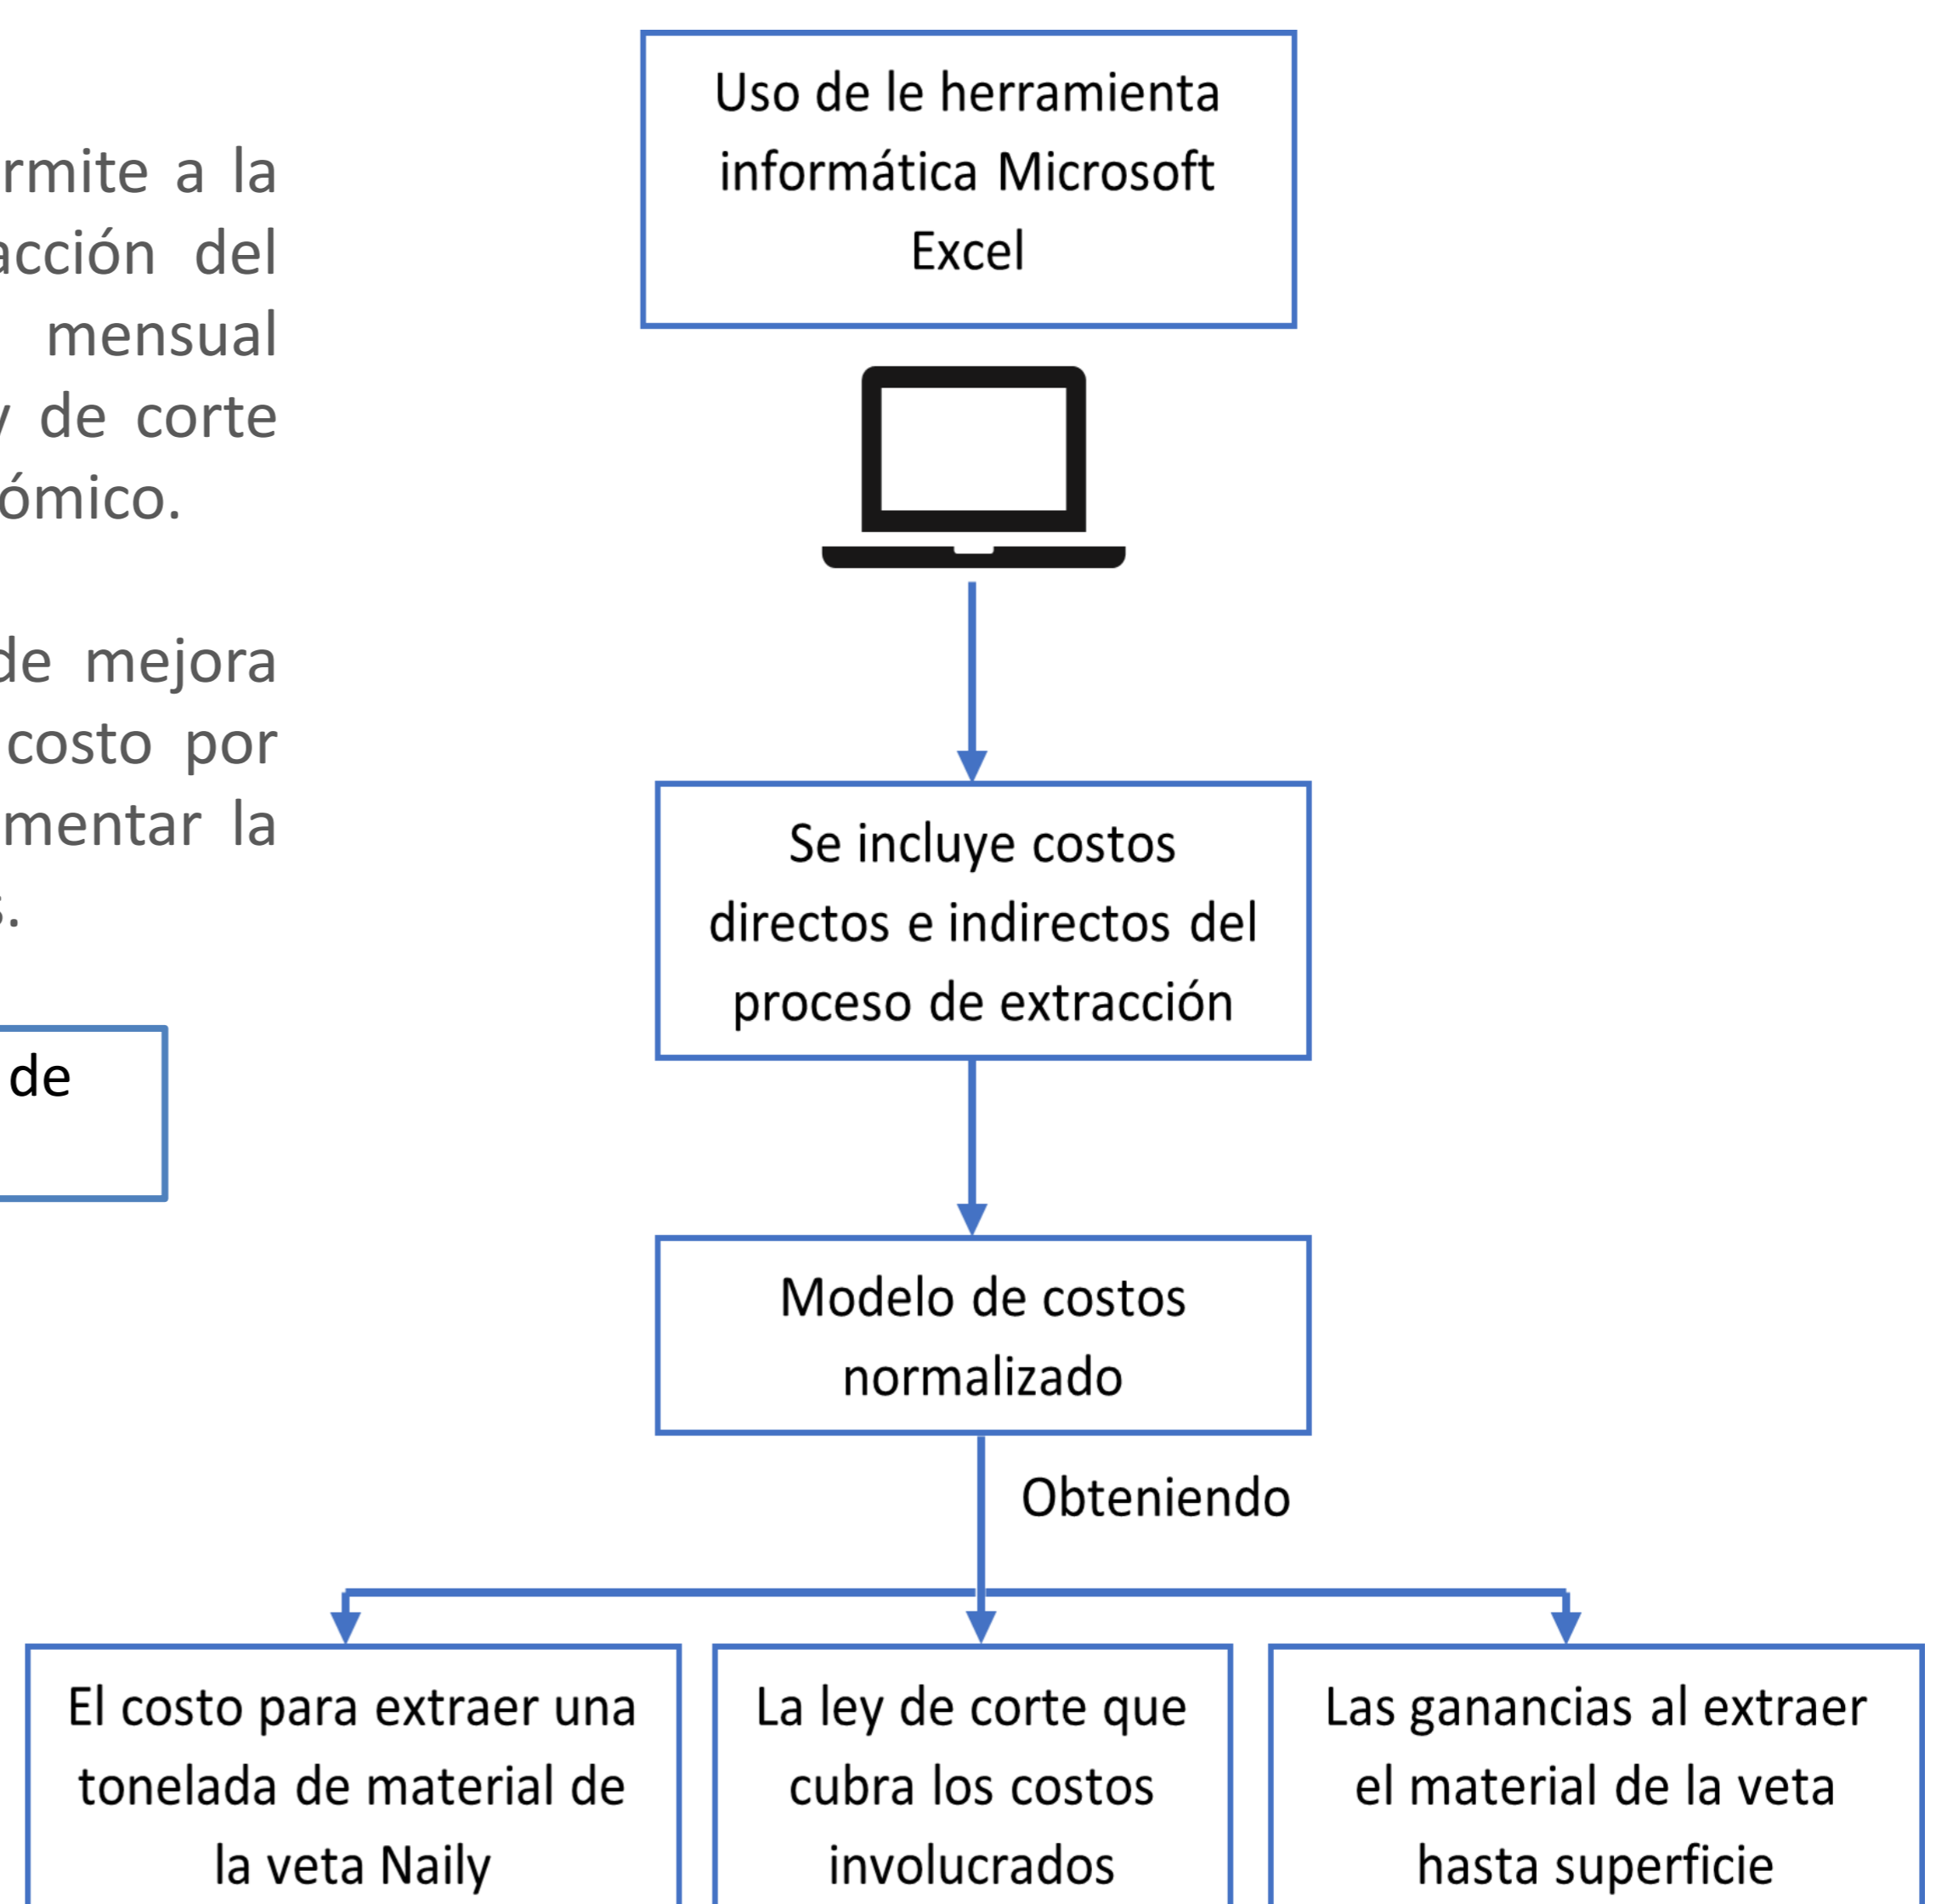 rmite a la
acción del
mensual
y de corte
ómico.
de mejora
costo por
mentar la
s.
de
Uso de le herramienta
informática Microsoft
Excel
Se incluye costos
directos e indirectos del
proceso de extracción
Modelo de costos
normalizado
Obteniendo
El costo para extraer una
tonelada de material de
la veta Naily
La ley de corte que
cubra los costos
involucrados
Las ganancias al extraer
el material de la veta
hasta superficie